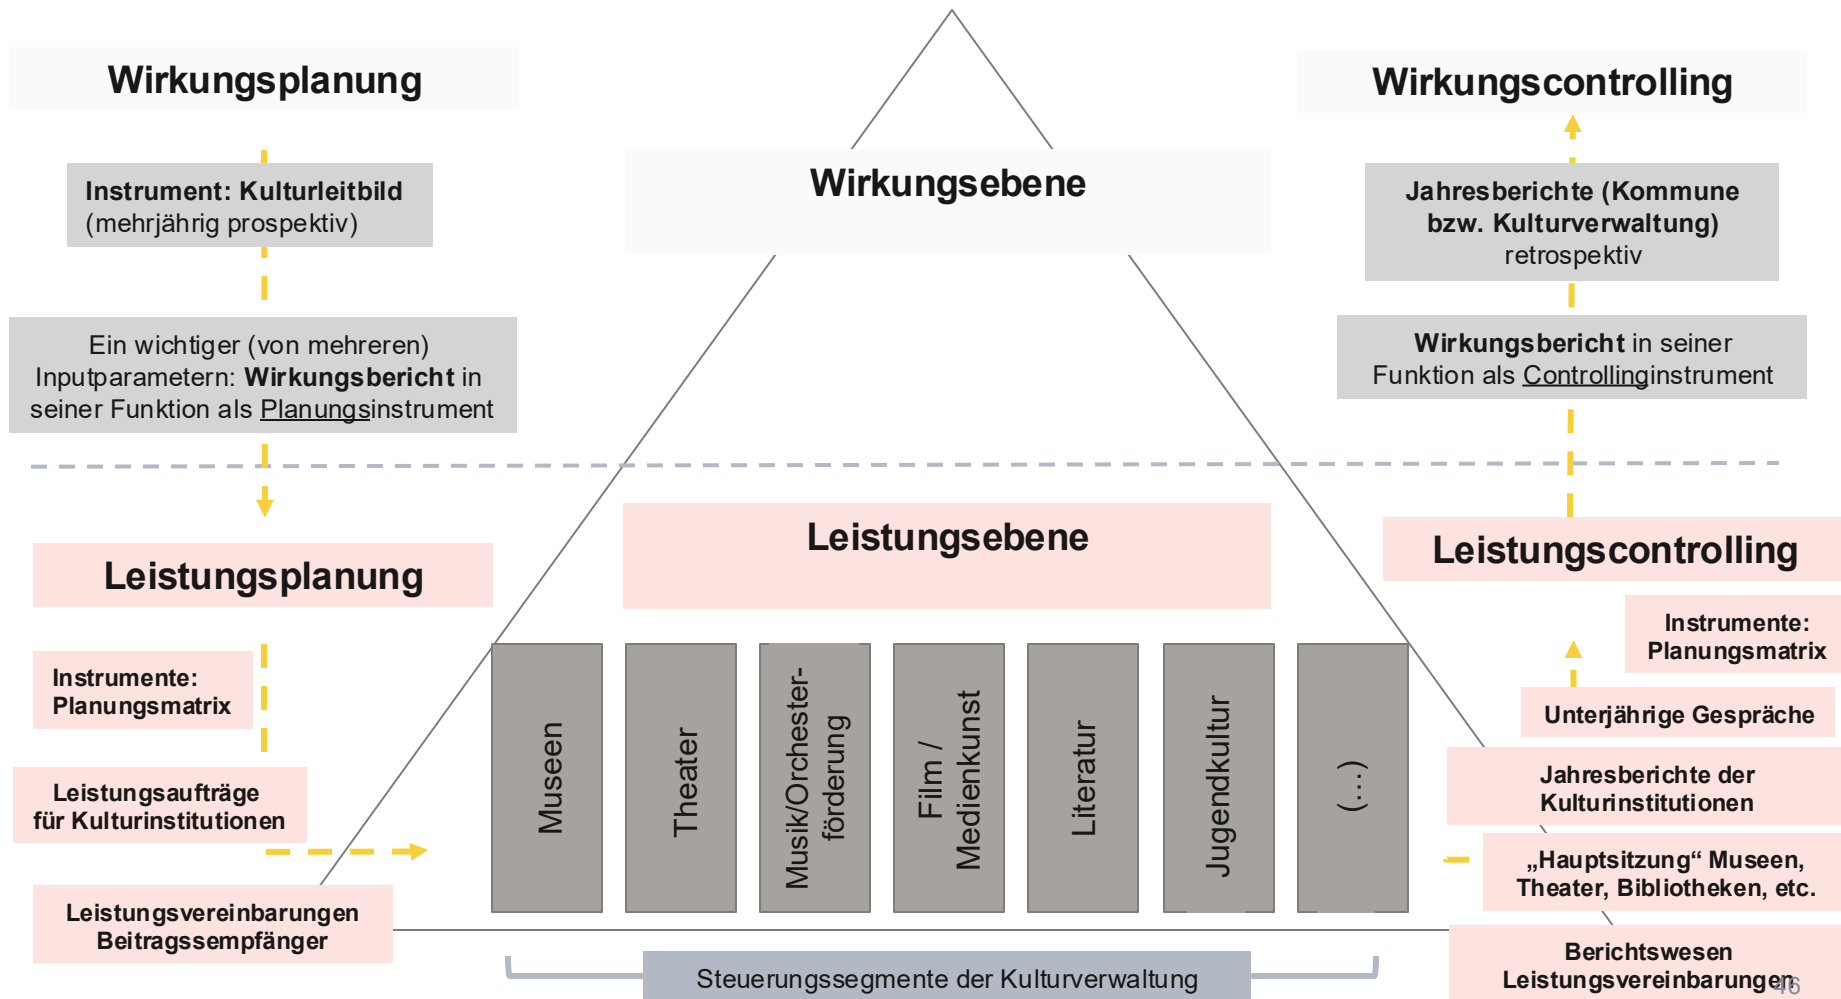 Wirkungsplanung
Instrument: Kulturleitbild
(mehrjährig prospektiv)
Ein wichtiger (von mehreren)
Inputparametern: Wirkungsbericht in
seiner Funktion als Planungsinstrument
Wirkungsebene
Wirkungscontrolling
Jahresberichte (Kommune
bzw. Kulturverwaltung)
retrospektiv
Wirkungsbericht in seiner
Funktion als Controllinginstrument
Leistungsplanung
Instrumente:
Planungsmatrix
Leistungsaufträge
für Kulturinstitutionen
Leistungsvereinbarungen
Beitragssempfänger
Leistungsebene
Museen
Theater
Musik/Orchester-
förderung
Film /
Medienkunst
Literatur
Jugendkultur
(...)
Steuerungssegmente der Kulturverwaltung
Leistungscontrolling
Instrumente:
Planungsmatrix
Unterjährige Gespräche
Jahresberichte der
Kulturinstitutionen
„Hauptsitzung“ Museen,
Theater, Bibliotheken, etc.
Berichtswesen
Leistungsvereinbarungen
46